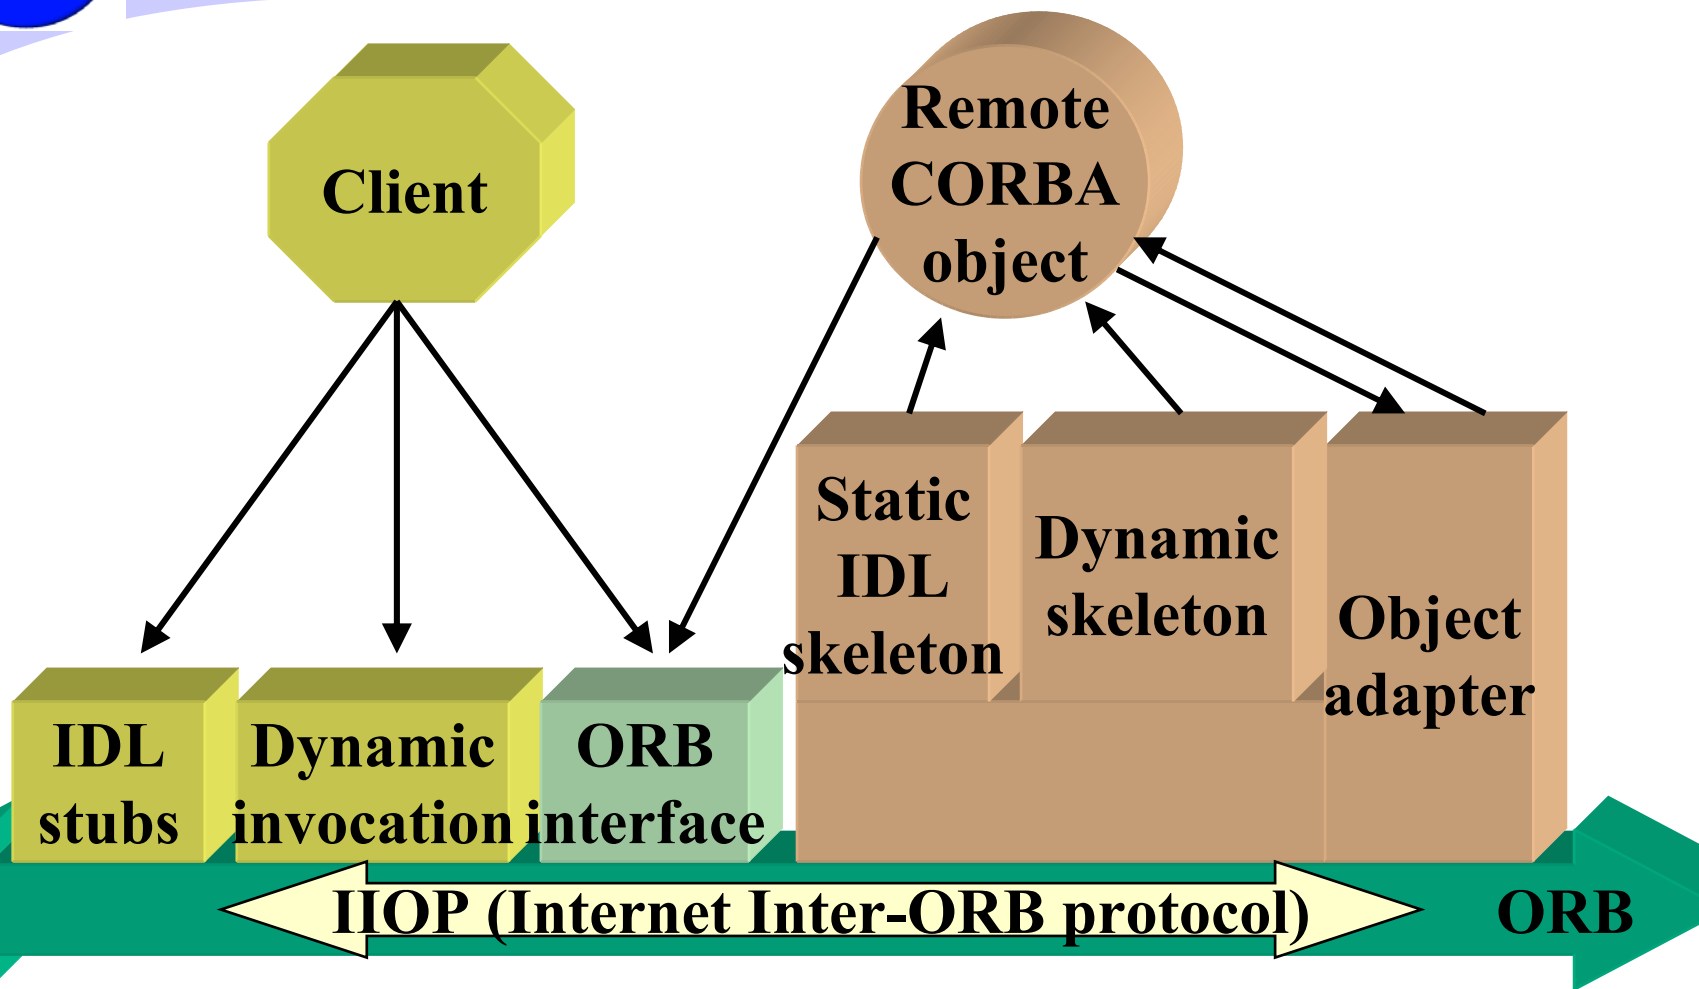 Client
Remote
CORBA
object
Static
IDL
skeleton
Dynamic
skeleton
Object
adapter
IDL
stubs
Dynamic
invocation
ORB
interface
IIOP (Internet Inter-ORB protocol)
ORB